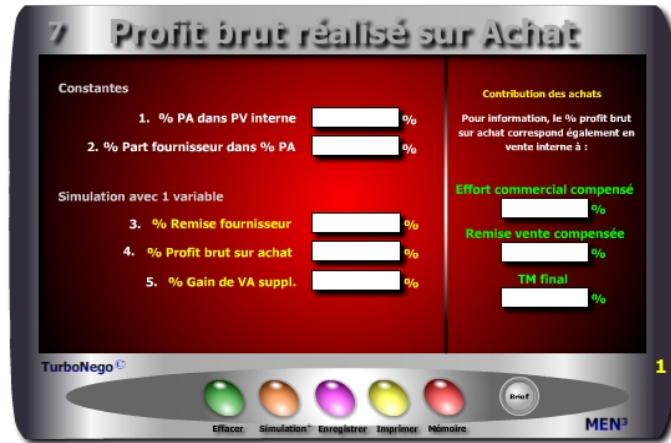 7 Profit brut réalisé sur Achat
Constantes
1. % PA dans PV interne %
2. % Part fournisseur dans % PA %
Simulation avec 1 variable
3. % Remise fournisseur %
4. % Profit brut sur achat %
5. % Gain de VA suppl. %
Contribution des achats
Pour information, le % profit brut
sur achat correspond également en
vente interne à :
Effort commercial compensé
%
Remise vente compensée
%
TM final
%
TurboNego© 1
Effacer Simulation+ Enregistrer Imprimer Mémoire Brief
MEN³